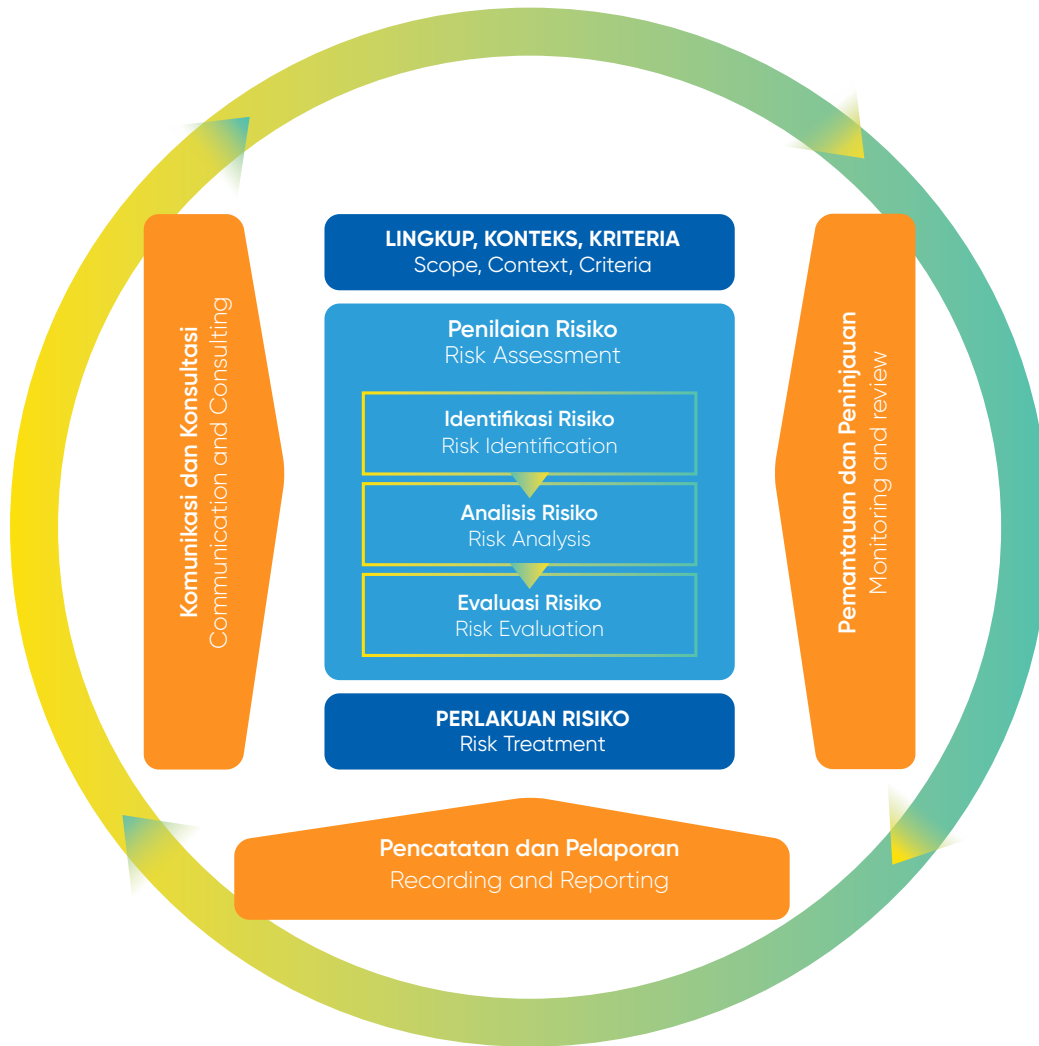 LINGKUP, KONTEKS, KRITERIA
Scope, Context, Criteria
Komunikasi dan Konsultasi
Communication and Consulting
Penilaian Risiko
Risk Assessment
Identifikasi Risiko
Risk Identification
Analisis Risiko
Risk Analysis
Evaluasi Risiko
Risk Evaluation
Pemantauan dan Peninjauan
Monitoring and review
PERLAKUAN RISIKO
Risk Treatment
Pencatatan dan Pelaporan
Recording and Reporting